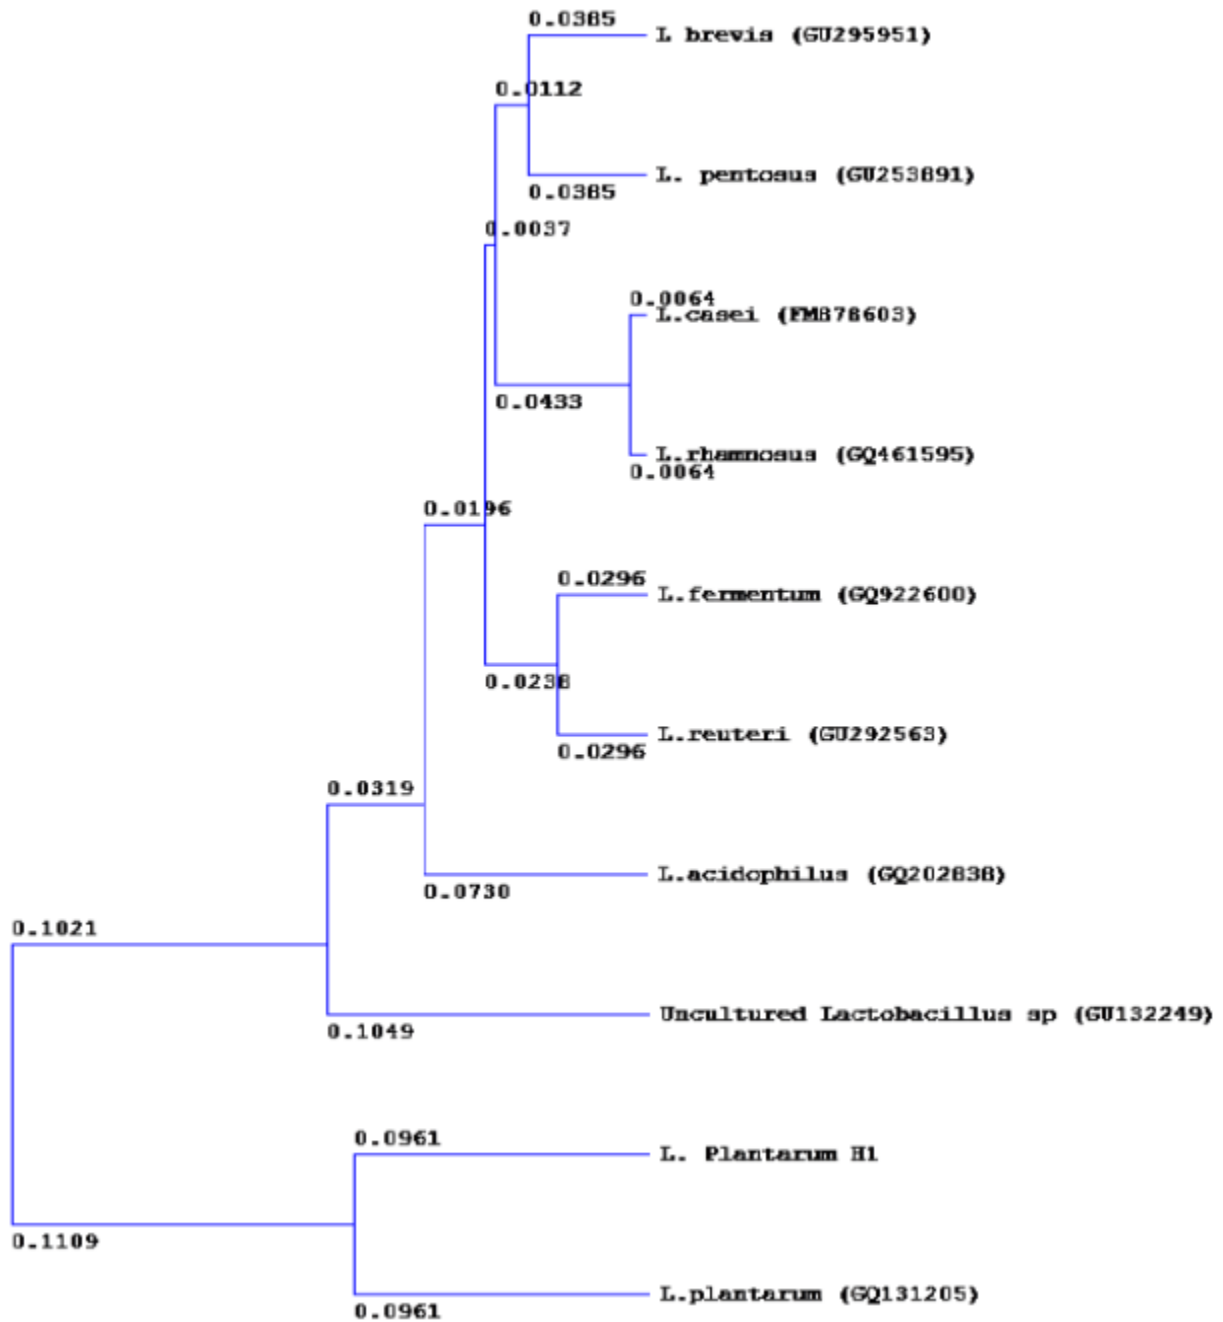 0.0385
L brevis (GU295951)
0.0112
L. pentosus (GU253891)
0.0385
0.0037
0.0064
L.casei (FM878603)
0.0433
L.rhamnosus (GQ461595)
0.0064
0.0196
0.0296
L.fermentum (GQ922600)
0.0238
L.reuteri (GU292563)
0.0296
0.0319
L.acidophilus (GQ202838)
0.0730
0.1021
Uncultured Lactobacillus sp (GU132249)
0.1049
0.0961
L. Plantarum H1
0.1109
L.plantarum (GQ131205)
0.0961